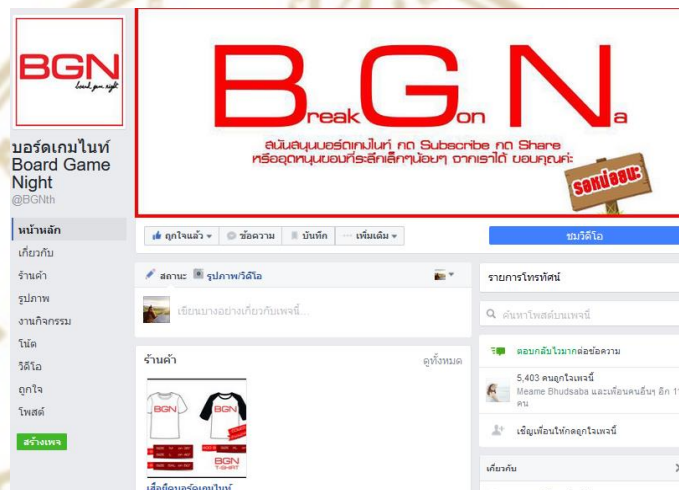 BGN
board game night
บอร์ดเกมไนท์
Board Game
Night
@BGNth
Break Gon Na
สนับสนุนบอร์ดเกมไนท์ กด Subscribe กด Share
หรืออุดหนุนของที่ระลึกเล็กๆน้อยๆ จากเราได้ ขอบคุณค่ะ
รอหน่อยนะ
หน้าหลัก
เกี่ยวกับ
ร้านค้า
รูปภาพ
งานกิจกรรม
โน้ต
วิดีโอ
ถูกใจ
โพสต์
สร้างเพจ
ถูกใจแล้ว
ข้อความ
บันทึก
เพิ่มเติม
ชมวิดีโอ
สถานะ
รูปภาพ/วิดีโอ
เขียนบางอย่างเกี่ยวกับเพจนี้...
ร้านค้า
ดูทั้งหมด
BGN
BGN
BGN
T-SHIRT
เสื้อยืดบอร์ดเกมไนท์
รายการโทรทัศน์
ค้นหาโพสต์บนเพจนี้
ตอบกลับไวมากต่อข้อความ
5,403 คนถูกใจเพจนี้
Meame Bhudsaba และเพื่อนคนอื่นๆ อีก
คน
เชิญเพื่อนให้กดถูกใจเพจนี้
เกี่ยวกับ